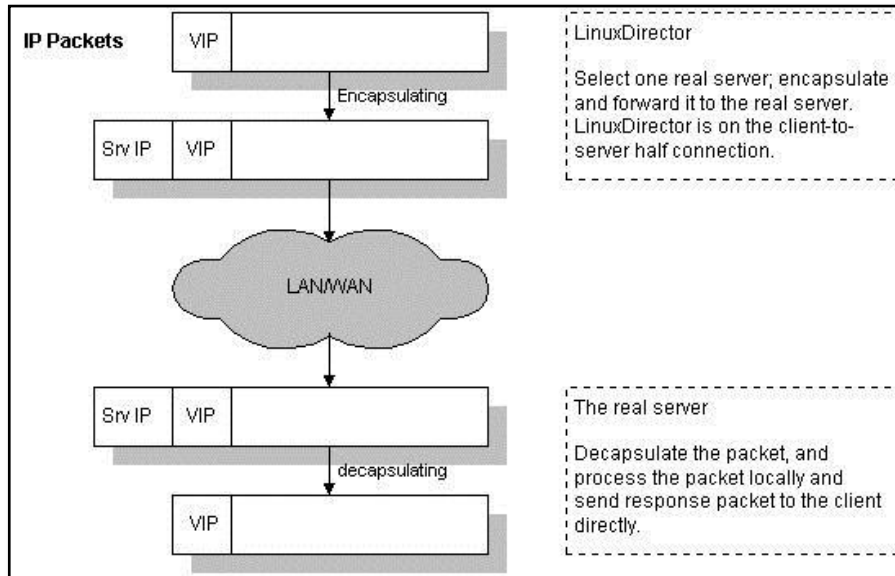 IP Packets
VIP
Encapsulating
Srv IP VIP
LAN/WAN
Srv IP VIP
decapsulating
VIP
LinuxDirector
Select one real server; encapsulate
and forward it to the real server.
LinuxDirector is on the client-to-
server half connection.
The real server
Decapsulate the packet, and
process the packet locally and
send response packet to the client
directly.